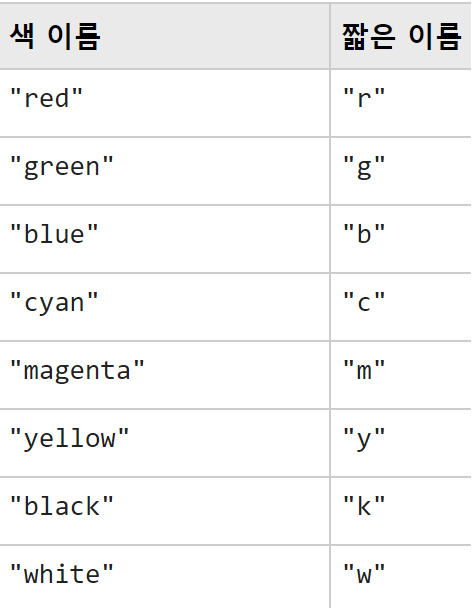 색 이름 짧은 이름
"red" "r"
"green" "g"
"blue" "b"
"cyan" "c"
"magenta" "m"
"yellow" "y"
"black" "k"
"white" "w"